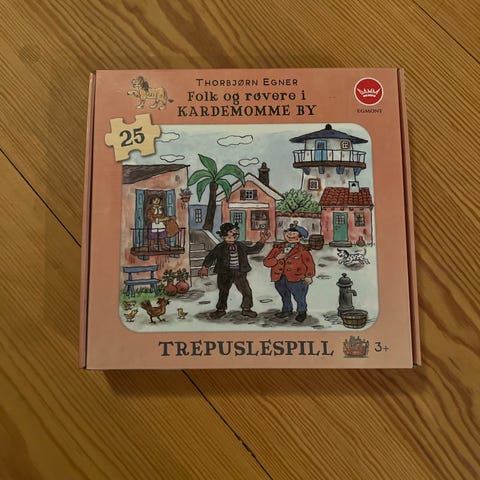 THORBJØRN EGNER
Folk og røvere i
KARDEMOMME BY
EGMONT
25
TREPUSLESPILL
3+